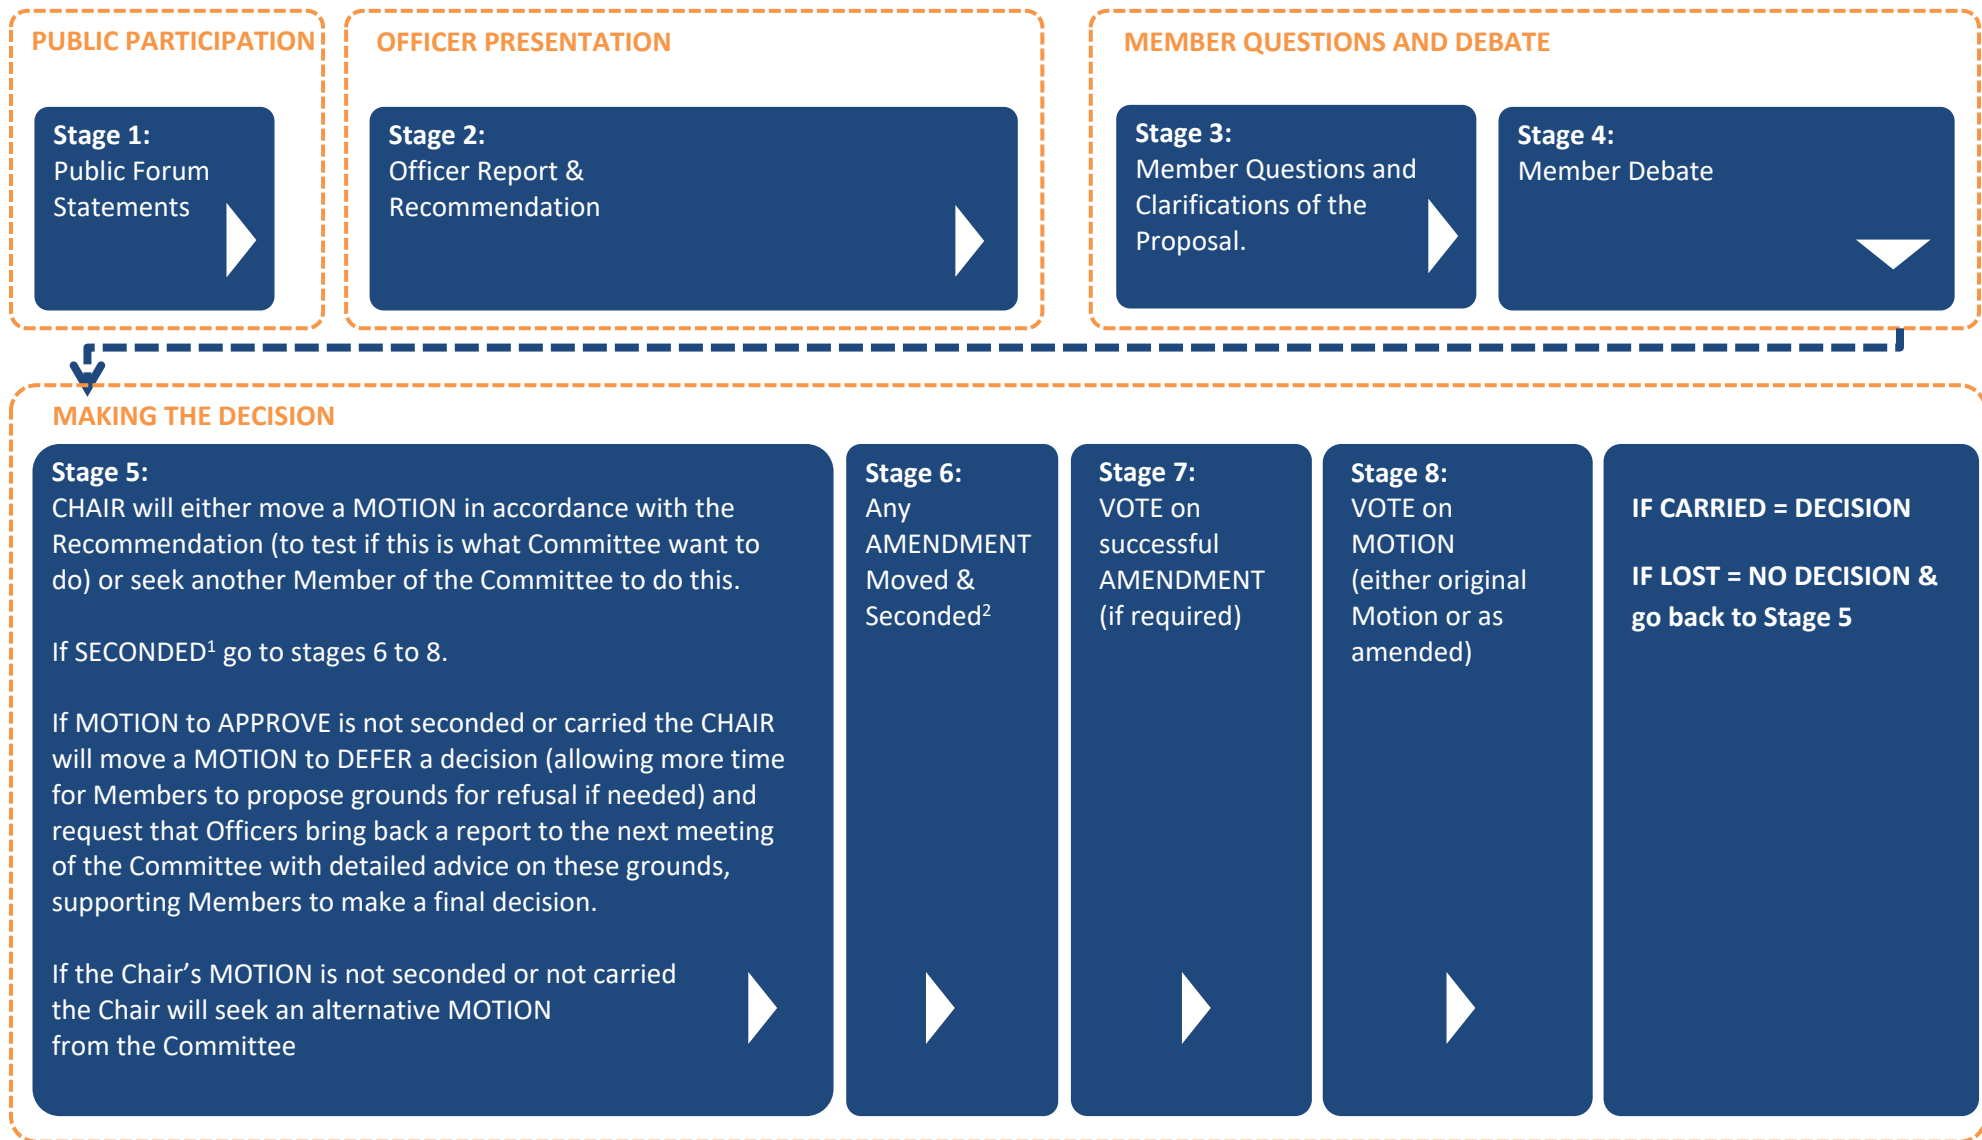 PUBLIC PARTICIPATION
Stage 1:
Public Forum
Statements
OFFICER PRESENTATION
Stage 2:
Officer Report &
Recommendation
MEMBER QUESTIONS AND DEBATE
Stage 3:
Member Questions and
Clarifications of the
Proposal.
Stage 4:
Member Debate
MAKING THE DECISION
Stage 5:
CHAIR will either move a MOTION in accordance with the
Recommendation (to test if this is what Committee want to
do) or seek another Member of the Committee to do this.
If SECONDED¹ go to stages 6 to 8.
If MOTION to APPROVE is not seconded or carried the CHAIR
will move a MOTION to DEFER a decision (allowing more time
for Members to propose grounds for refusal if needed) and
request that Officers bring back a report to the next meeting
of the Committee with detailed advice on these grounds,
supporting Members to make a final decision.
If the Chair’s MOTION is not seconded or not carried
the Chair will seek an alternative MOTION
from the Committee
Stage 6:
Any
AMENDMENT
Moved &
Seconded²
Stage 7:
VOTE on
successful
AMENDMENT
(if required)
Stage 8:
VOTE on
MOTION
(either original
Motion or as
amended)
IF CARRIED = DECISION
IF LOST = NO DECISION &
go back to Stage 5